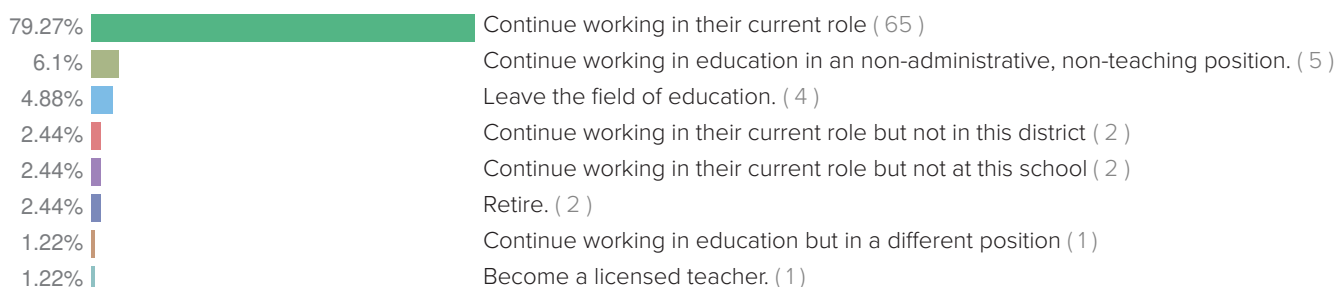 79.27% Continue working in their current role ( 65 )
6.1% Continue working in education in an non-administrative, non-teaching position. ( 5 )
4.88% Leave the field of education. ( 4 )
2.44% Continue working in their current role but not in this district ( 2 )
2.44% Continue working in their current role but not at this school ( 2 )
2.44% Retire. ( 2 )
1.22% Continue working in education but in a different position ( 1 )
1.22% Become a licensed teacher. ( 1 )